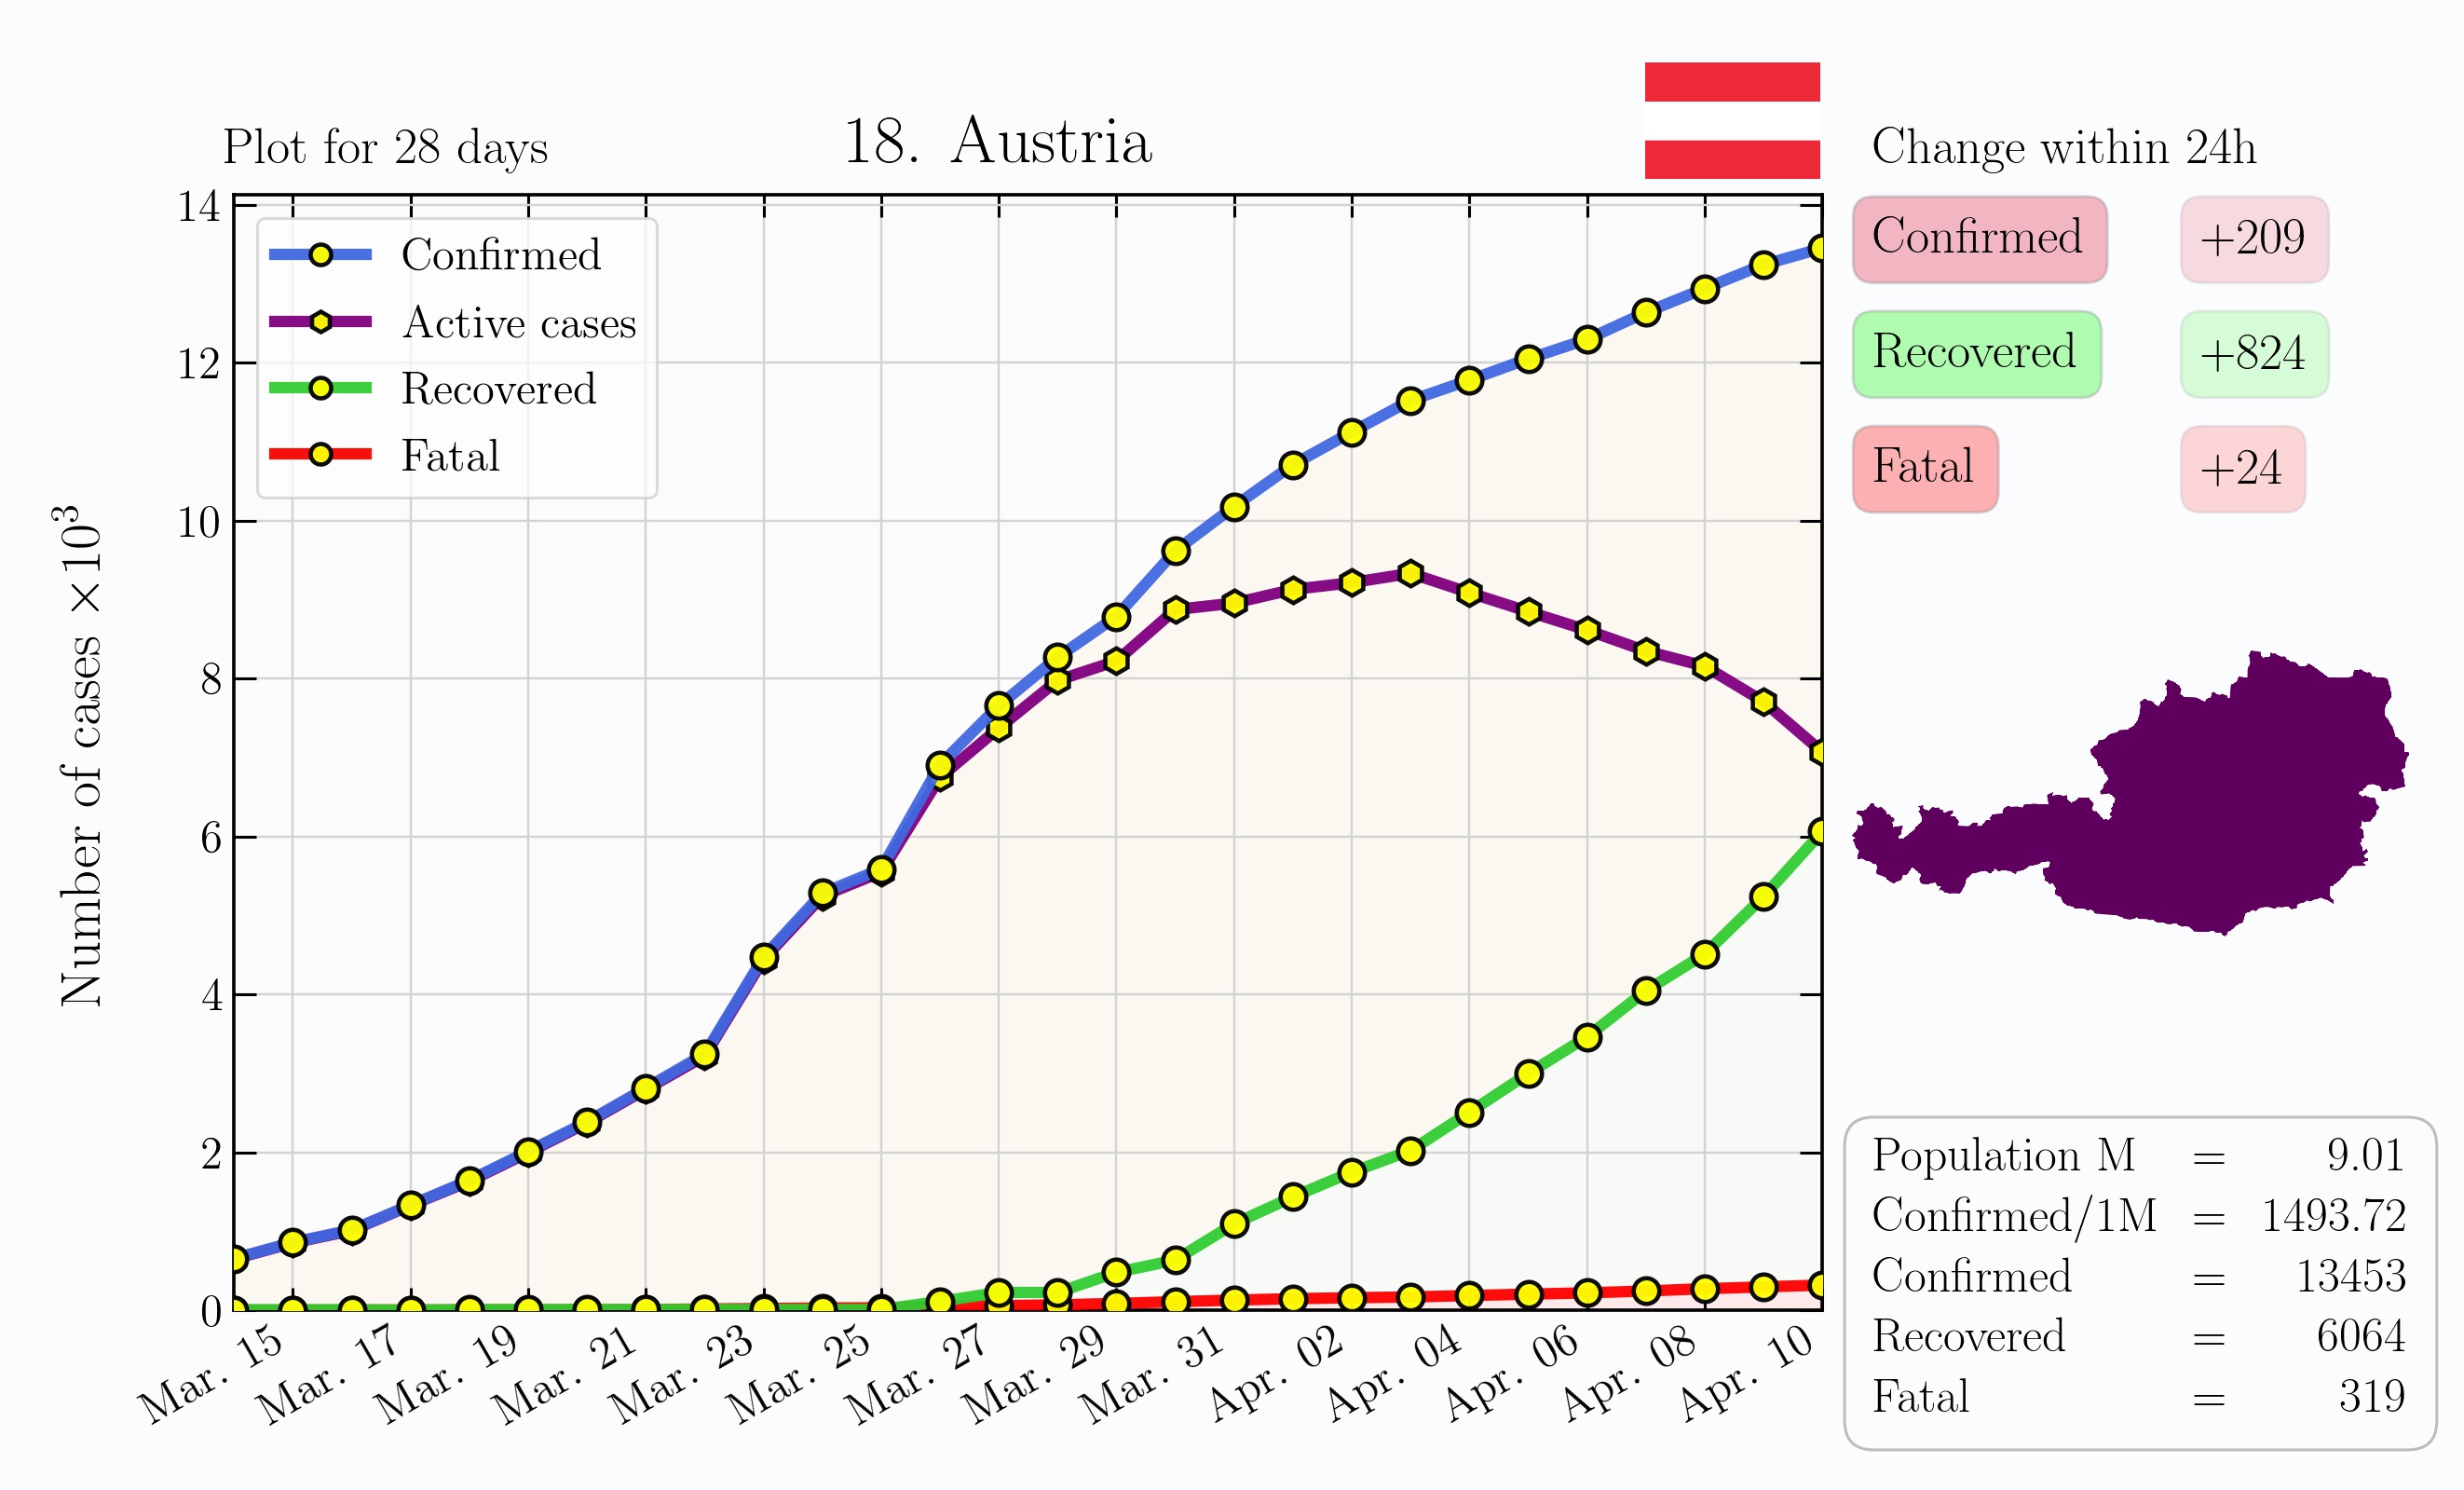 Plot for 28 days
18. Austria
Change within 24h
Confirmed +209
Recovered +824
Fatal +24
Confirmed
Active cases
Recovered
Fatal
Number of cases ×10³
14
12
10
8
6
4
2
0
Mar. 15
Mar. 17
Mar. 19
Mar. 21
Mar. 23
Mar. 25
Mar. 27
Mar. 29
Mar. 31
Apr. 02
Apr. 04
Apr. 06
Apr. 08
Apr. 10
Population M = 9.01
Confirmed/1M = 1493.72
Confirmed = 13453
Recovered = 6064
Fatal = 319